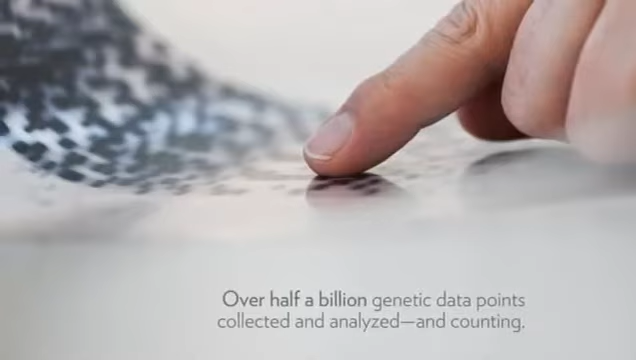 Over half a billion genetic data points
collected and analyzed—and counting.